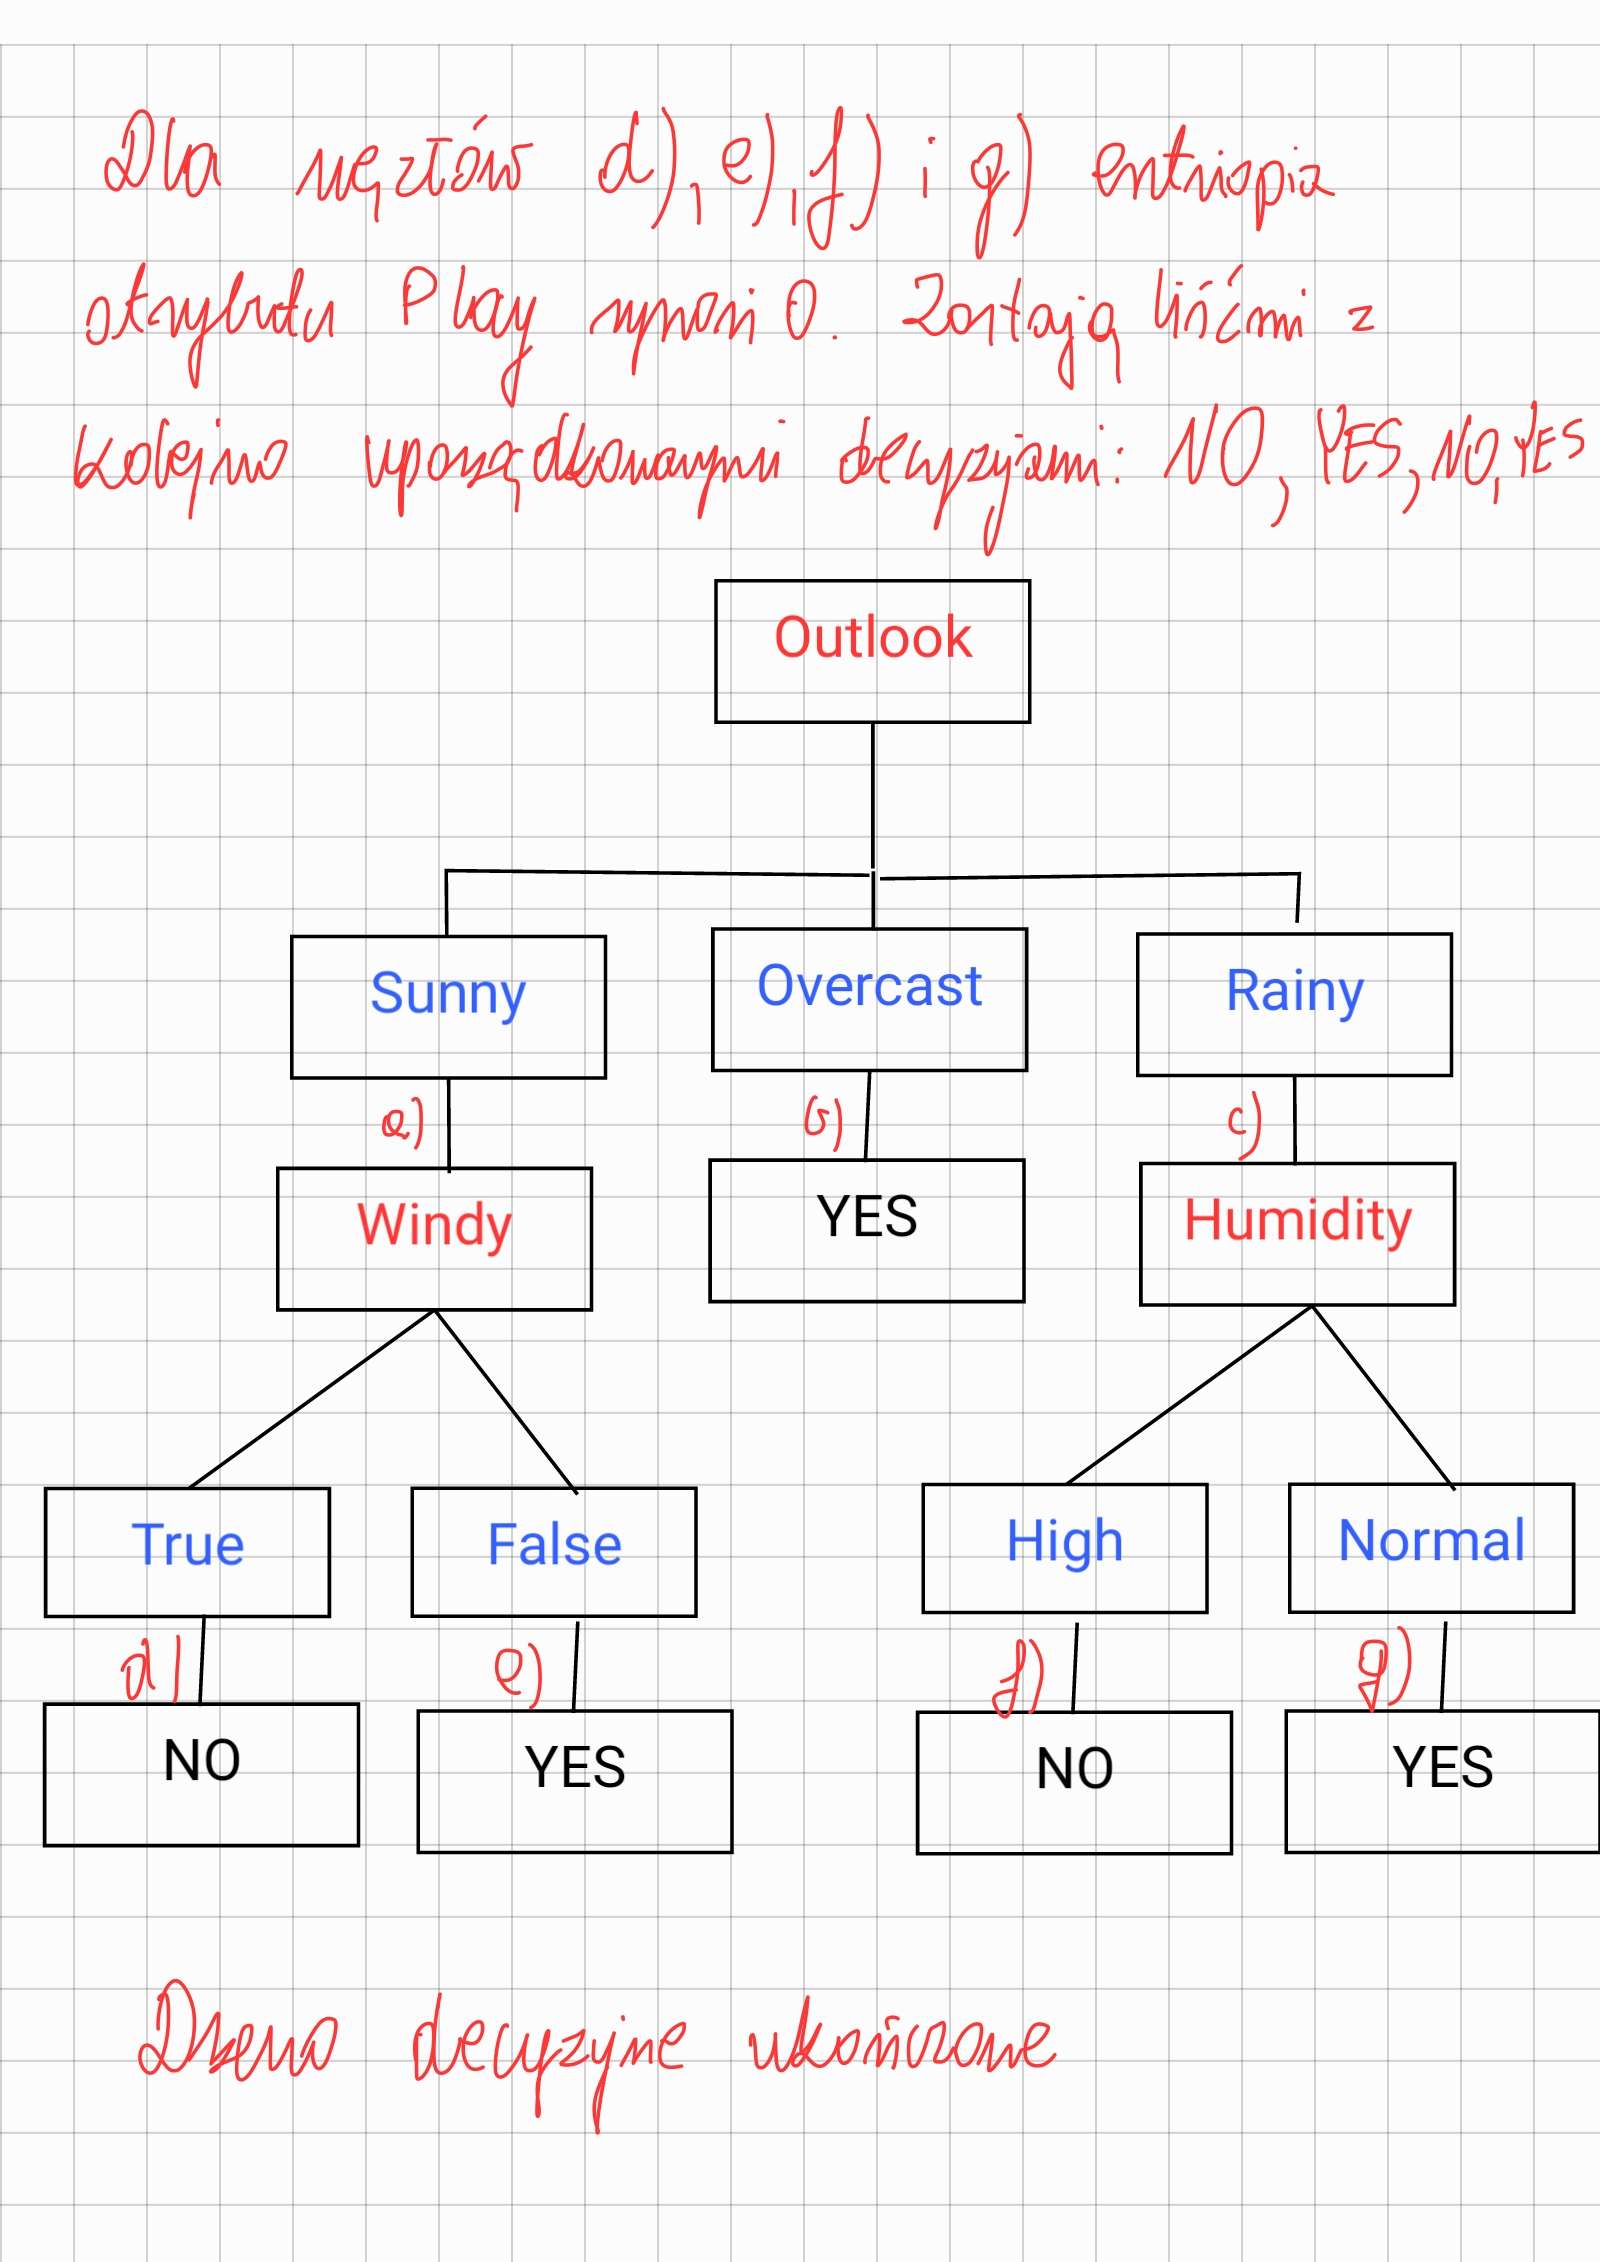 Dla węzłów d), e), f) i g) entriopia
atrybutu Play wynosi 0. Zostają liśćmi z
kolejno uporządkowanymi decyzjami: NO, YES, NO, YES
Outlook
Sunny Overcast Rainy
a) b) c)
Windy YES Humidity
True False High Normal
d) e) f) g)
NO YES NO YES
Drzewo decyzyjne ukończone